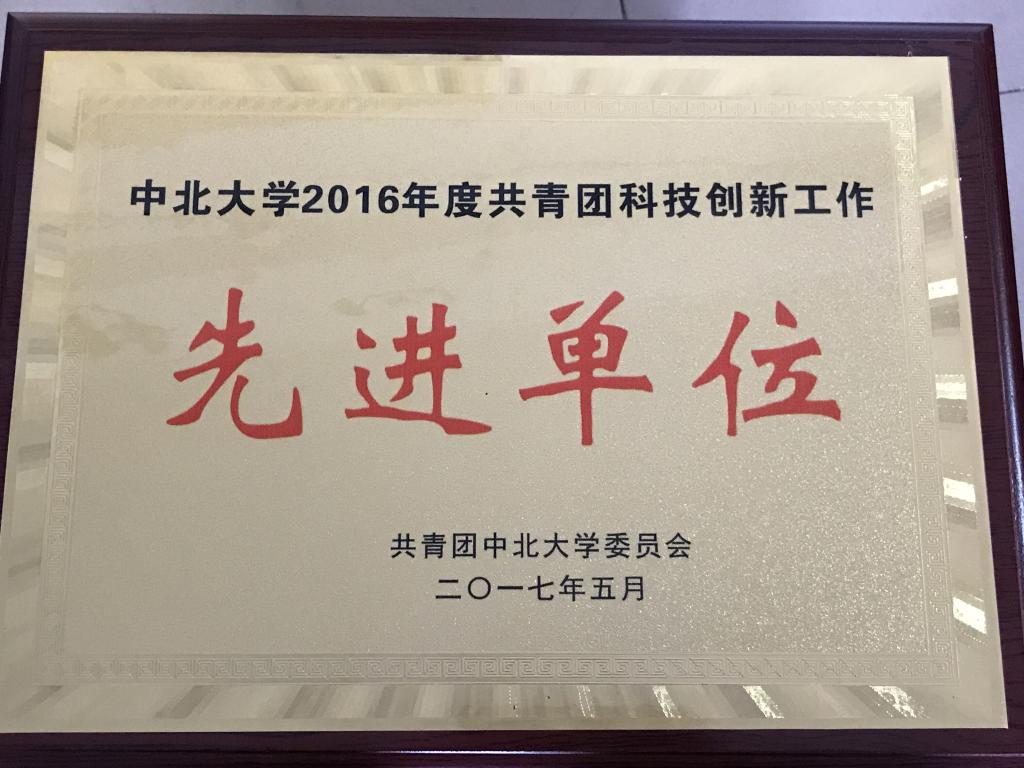 中北大学2016年度共青团科技创新工作
先进单位
共青团中北大学委员会
二〇一七年五月